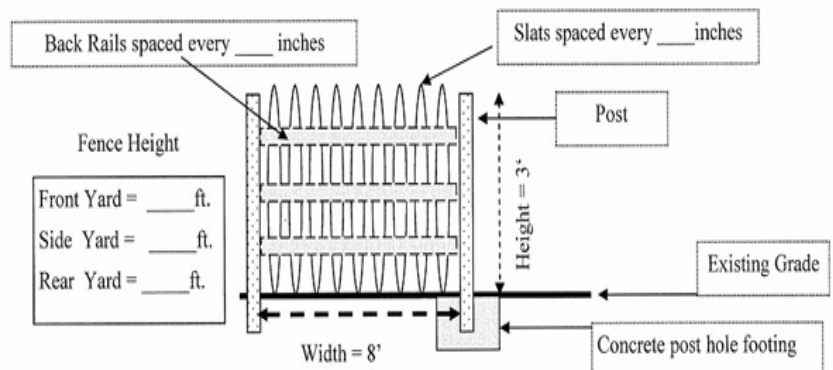 Back Rails spaced every ____ inches
Slats spaced every ____inches
Post
Fence Height
Front Yard = _____ft.
Side Yard = _____ft.
Rear Yard = _____ft.
Height = 3‘
Existing Grade
Width = 8’
Concrete post hole footing